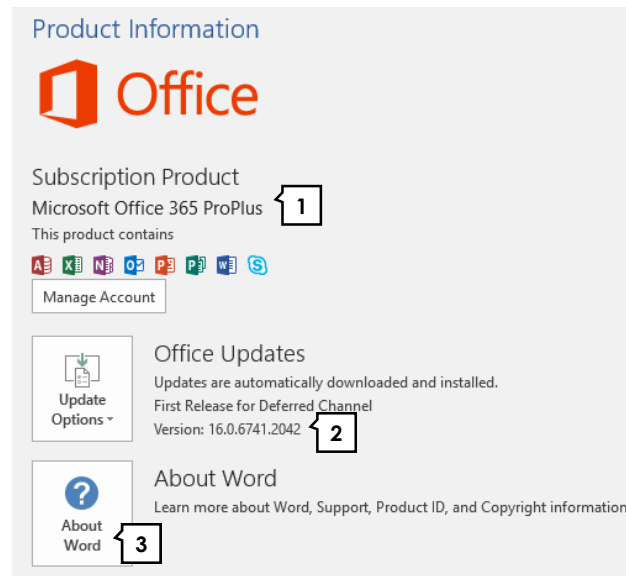 Product Information
Office
Subscription Product
Microsoft Office 365 ProPlus
1
This product contains
A X N O P P W S
Manage Account
Office Updates
Updates are automatically downloaded and installed.
Update
Options
First Release for Deferred Channel
Version: 16.0.6741.2042
2
About Word
Learn more about Word, Support, Product ID, and Copyright information
?
About
Word
3